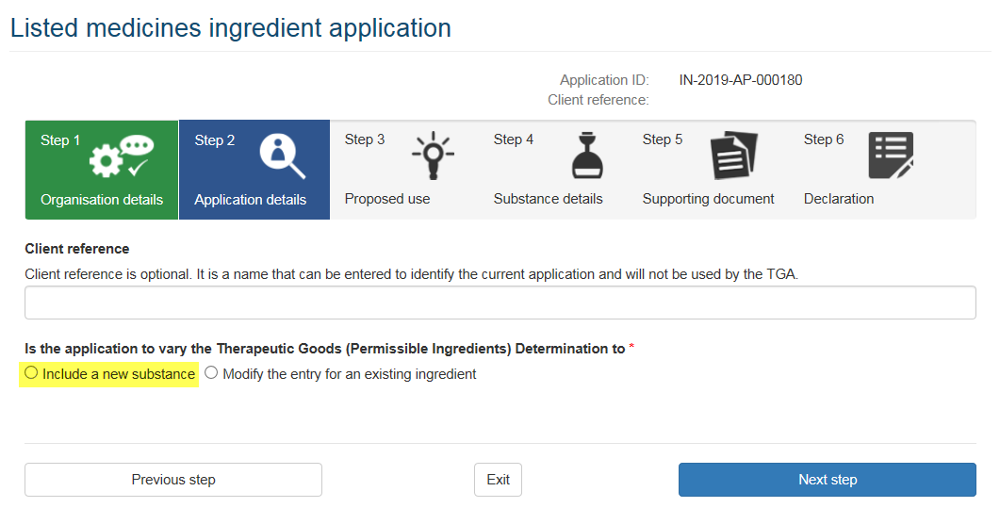 Listed medicines ingredient application
Application ID: IN-2019-AP-000180
Client reference:
Step 1
Organisation details
Step 2
Application details
Step 3
Proposed use
Step 4
Substance details
Step 5
Supporting document
Step 6
Declaration
Client reference
Client reference is optional. It is a name that can be entered to identify the current application and will not be used by the TGA.
Is the application to vary the Therapeutic Goods (Permissible Ingredients) Determination to *
Include a new substance Modify the entry for an existing ingredient
Previous step Exit Next step